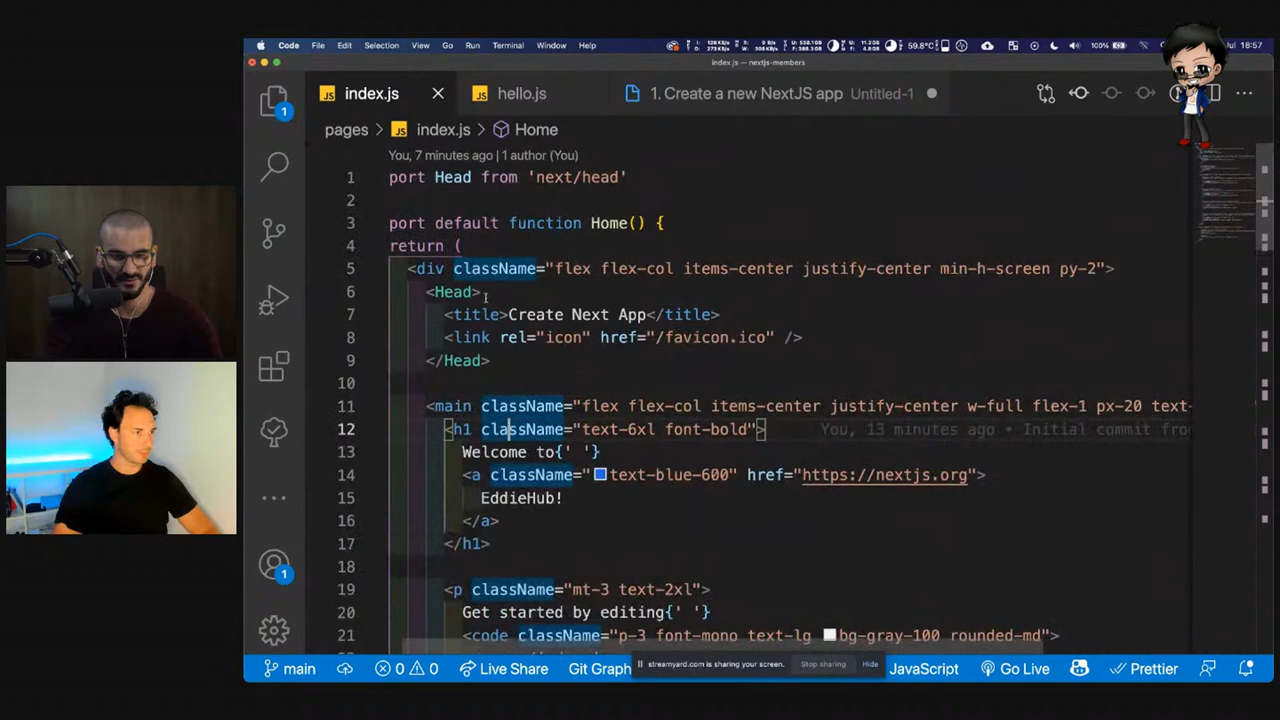 Code File Edit Selection View Go Run Terminal Window Help 100% 18:57
index.js — nextjs-members
JS index.js JS hello.js 1. Create a new NextJS app Untitled-1
pages > JS index.js > Home
You, 7 minutes ago | 1 author (You)
1 port Head from 'next/head'
2
3 port default function Home() {
4 return (
5 <div className="flex flex-col items-center justify-center min-h-screen py-2">
6 <Head>
7 <title>Create Next App</title>
8 <link rel="icon" href="/favicon.ico" />
9 </Head>
10
11 <main className="flex flex-col items-center justify-center w-full flex-1 px-20 text-
12 <h1 className="text-6xl font-bold"> You, 13 minutes ago • Initial commit fro
13 Welcome to{' '}
14 <a className="text-blue-600" href="https://nextjs.org">
15 EddieHub!
16 </a>
17 </h1>
18
19 <p className="mt-3 text-2xl">
20 Get started by editing{' '}
21 <code className="p-3 font-mono text-lg bg-gray-100 rounded-md">
1
1
streamyard.com is sharing your screen. Stop sharing Hide
main 0 0 Live Share Git Graph JavaScript Go Live Prettier